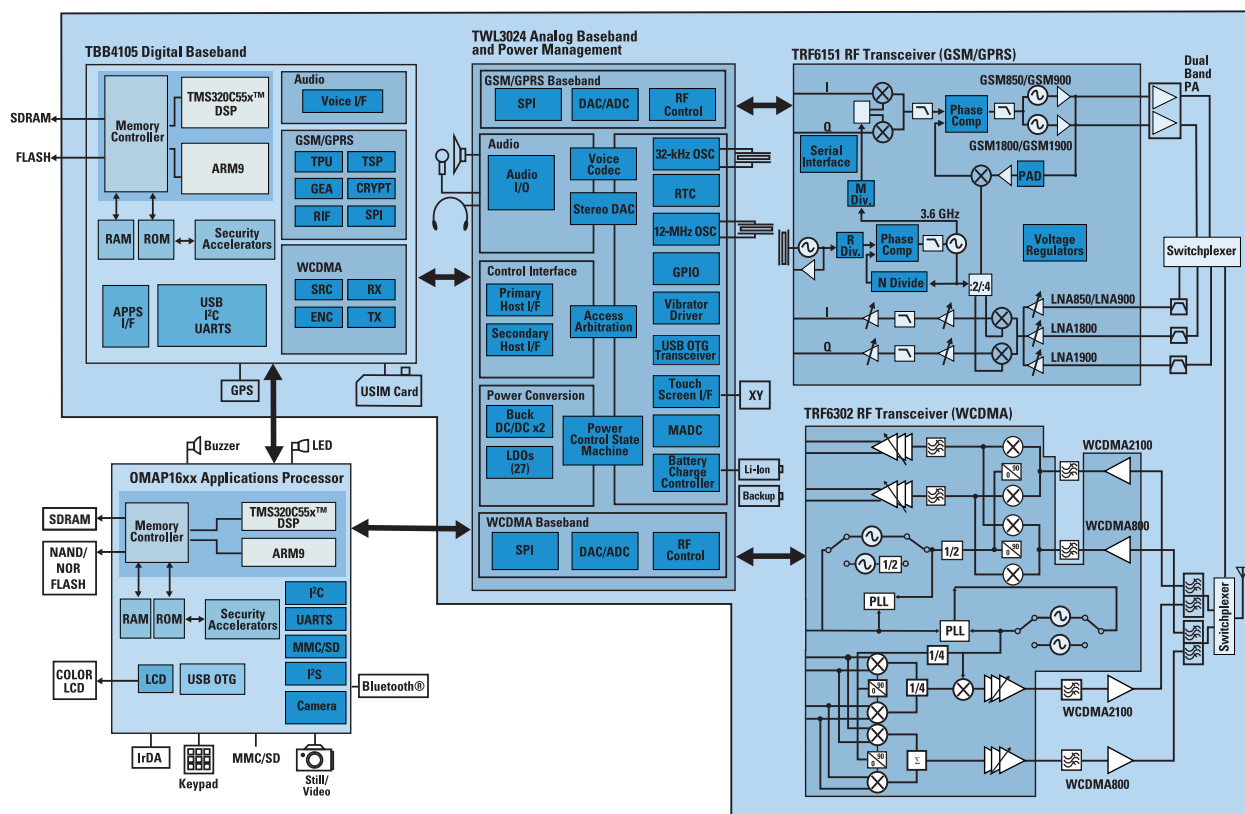 TBB4105 Digital Baseband
SDRAM
FLASH
Memory
Controller
TMS320C55x™
DSP
ARM9
RAM
ROM
Security
Accelerators
APPS
I/F
USB
I²C
UARTS
Audio
Voice I/F
GSM/GPRS
TPU
TSP
GEA
CRYPT
RIF
SPI
WCDMA
SRC
RX
ENC
TX
GPS
USIM Card
TWL3024 Analog Baseband
and Power Management
GSM/GPRS Baseband
SPI
DAC/ADC
RF
Control
Audio
Audio
I/O
Voice
Codec
Stereo DAC
32-kHz OSC
RTC
12-MHz OSC
GPIO
Vibrator
Driver
USB OTG
Transceiver
Touch
Screen I/F
MADC
Battery
Charge
Controller
XY
Li-Ion
Backup
Control Interface
Primary
Host I/F
Secondary
Host I/F
Access
Arbitration
Power Conversion
Buck
DC/DC x2
LDOs
(27)
Power
Control State
Machine
WCDMA Baseband
SPI
DAC/ADC
RF
Control
TRF6151 RF Transceiver (GSM/GPRS)
I
Q
Serial
Interface
Phase
Comp
GSM850/GSM900
GSM1800/GSM1900
PAD
M
Div.
3.6 GHz
R
Div.
Phase
Comp
N Divide
:2/:4
Voltage
Regulators
I
Q
LNA850/LNA900
LNA1800
LNA1900
Dual
Band
PA
Switchplexer
TRF6302 RF Transceiver (WCDMA)
WCDMA2100
WCDMA800
0 90
0 90
1/2
1/2
PLL
PLL
1/4
0 90
1/4
0 90
Σ
WCDMA2100
WCDMA800
Switchplexer
Buzzer
LED
OMAP16xx Applications Processor
SDRAM
NAND/
NOR
FLASH
Memory
Controller
TMS320C55x™
DSP
ARM9
RAM
ROM
Security
Accelerators
I²C
UARTS
MMC/SD
I²S
Camera
COLOR
LCD
LCD
USB OTG
Bluetooth®
IrDA
Keypad
MMC/SD
Still/
Video